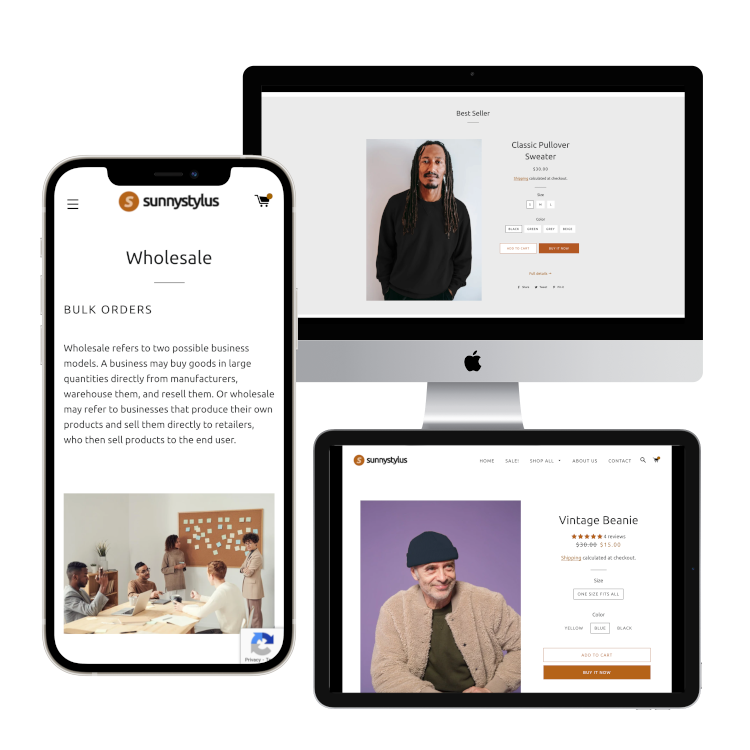 Best Seller
Classic Pullover
Sweater
$39.99
Shipping calculated at checkout.
Size
S M L
Color
BLACK GREEN GREY BEIGE
ADD TO CART BUY IT NOW
Full details
Share Tweet Pin it
sunnystylus
Wholesale
BULK ORDERS
Wholesale refers to two possible business
models. A business may buy goods in large
quantities directly from manufacturers,
warehouse them, and resell them. Or wholesale
may refer to businesses that produce their own
products and sell them directly to retailers,
who then sell products to the end user.
sunnystylus
HOME SALE! SHOP ALL ABOUT US CONTACT
Vintage Beanie
4 reviews
$30.00 $15.00
Shipping calculated at checkout.
Size
ONE SIZE FITS ALL
Color
YELLOW BLUE BLACK
ADD TO CART
BUY IT NOW